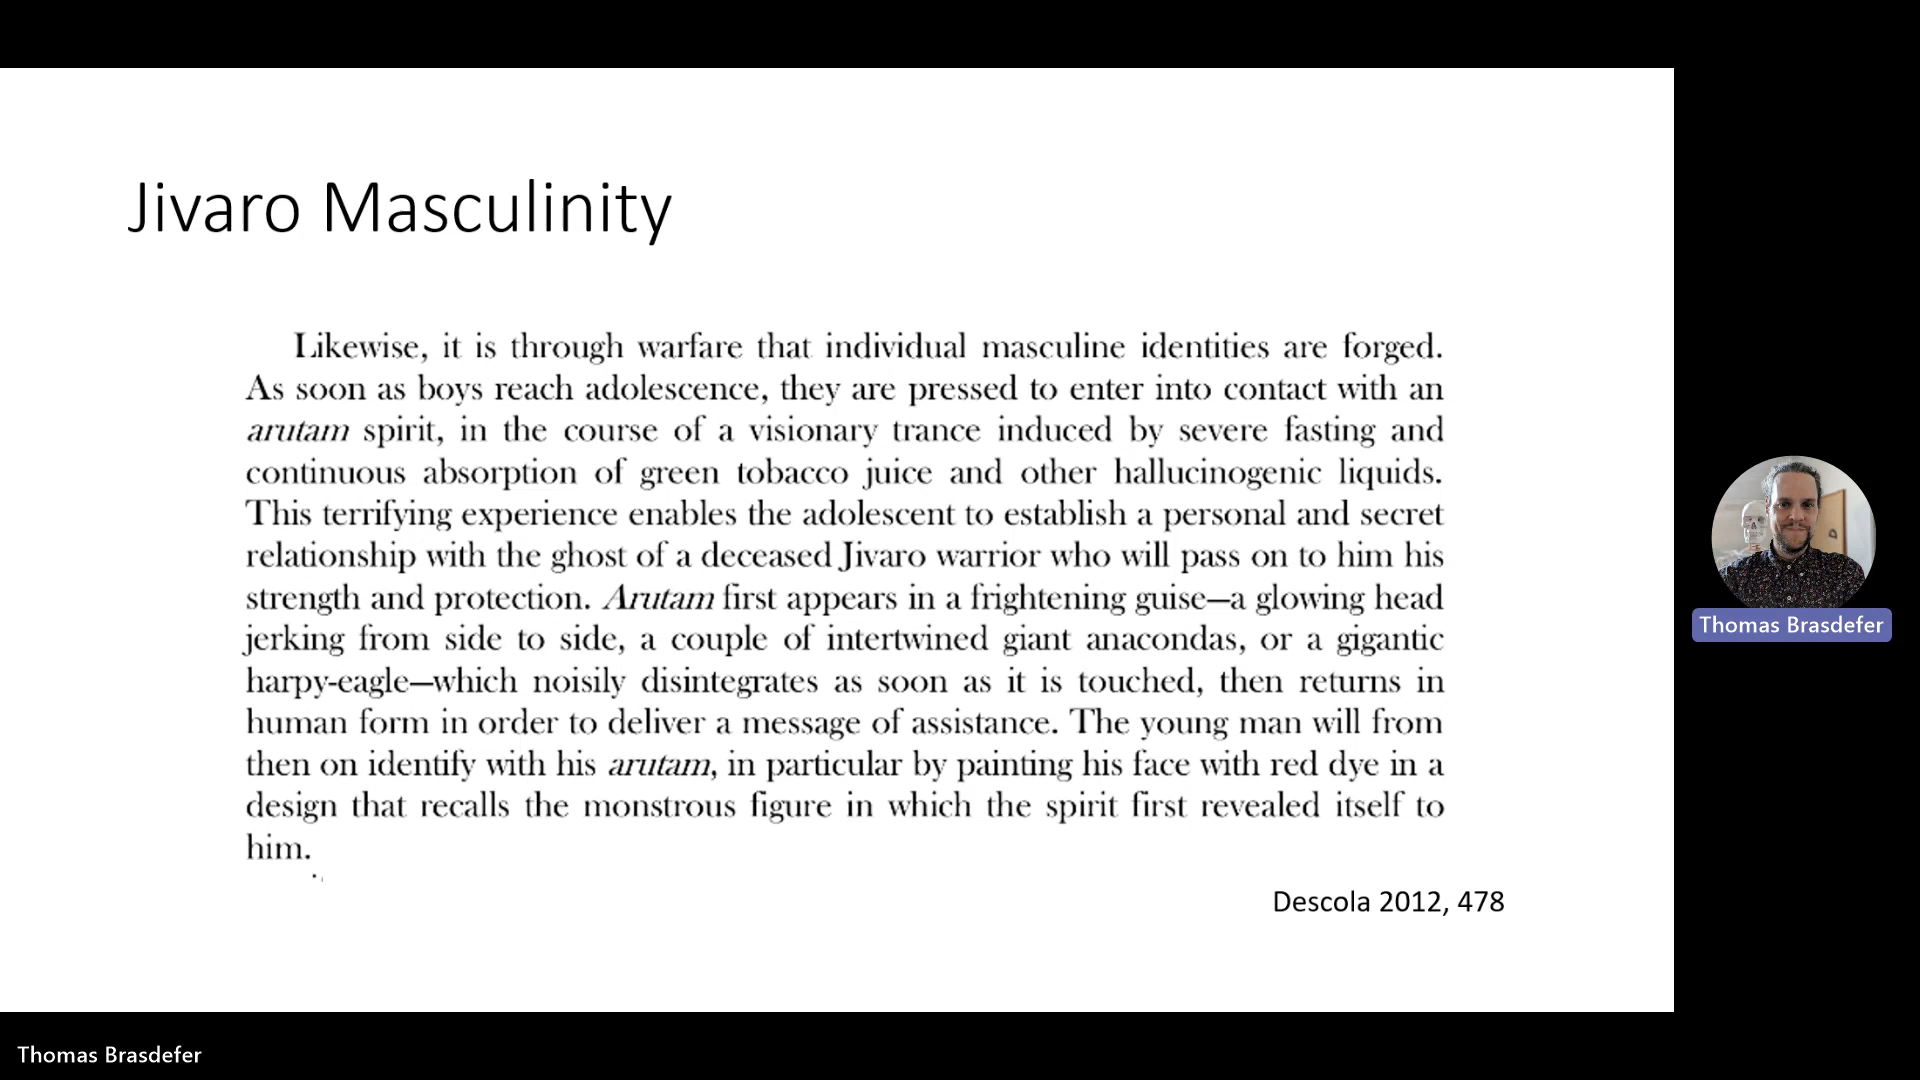 Jivaro Masculinity
Likewise, it is through warfare that individual masculine identities are forged.
As soon as boys reach adolescence, they are pressed to enter into contact with an
arutam spirit, in the course of a visionary trance induced by severe fasting and
continuous absorption of green tobacco juice and other hallucinogenic liquids.
This terrifying experience enables the adolescent to establish a personal and secret
relationship with the ghost of a deceased Jivaro warrior who will pass on to him his
strength and protection. Arutam first appears in a frightening guise—a glowing head
jerking from side to side, a couple of intertwined giant anacondas, or a gigantic
harpy-eagle—which noisily disintegrates as soon as it is touched, then returns in
human form in order to deliver a message of assistance. The young man will from
then on identify with his arutam, in particular by painting his face with red dye in a
design that recalls the monstrous figure in which the spirit first revealed itself to
him.
Descola 2012, 478
Thomas Brasdefer
Thomas Brasdefer